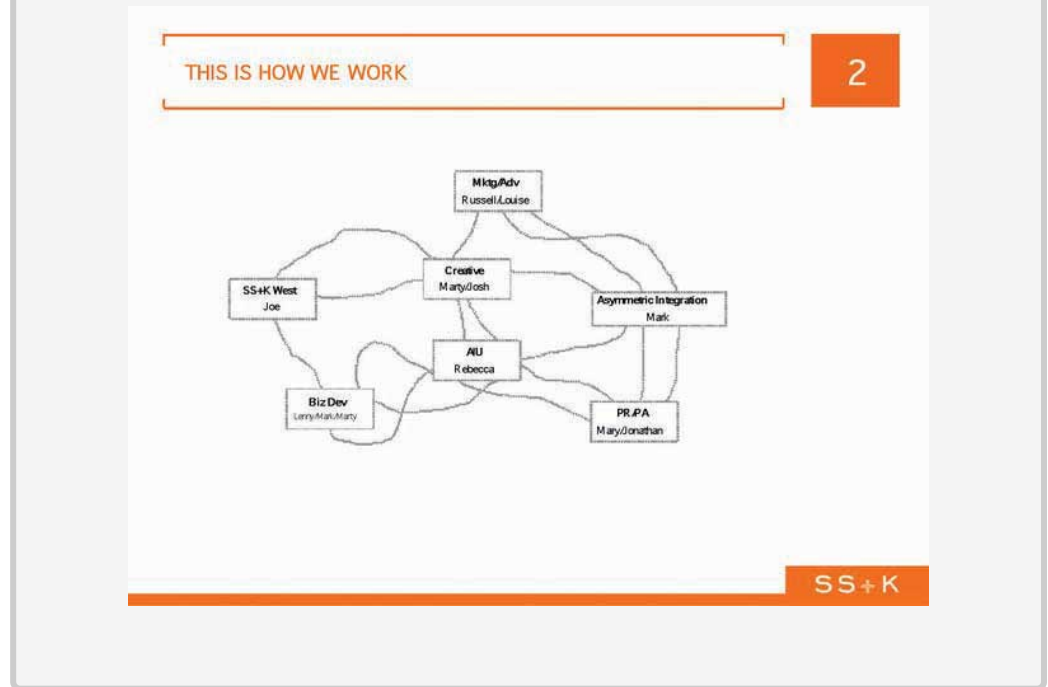 THIS IS HOW WE WORK
2
Mktg/Adv
Russell/Louise
Creative
Marty/Josh
SS+K West
Joe
Asymmetric Integration
Mark
AIU
Rebecca
Biz Dev
Lenny/Mark/Marty
PR/PA
Mary/Jonathan
SS+K